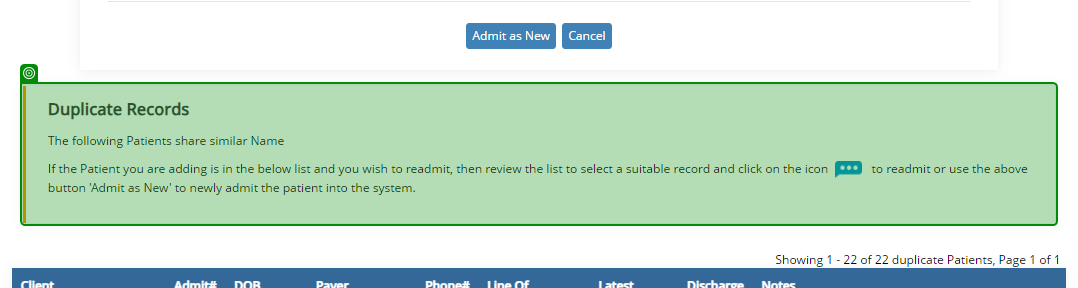 Admit as New Cancel
Duplicate Records
The following Patients share similar Name
If the Patient you are adding is in the below list and you wish to readmit, then review the list to select a suitable record and click on the icon to readmit or use the above
button 'Admit as New' to newly admit the patient into the system.
Showing 1 - 22 of 22 duplicate Patients, Page 1 of 1
Client Admit# DOB Payer Phone# Line Of Latest Discharge Notes